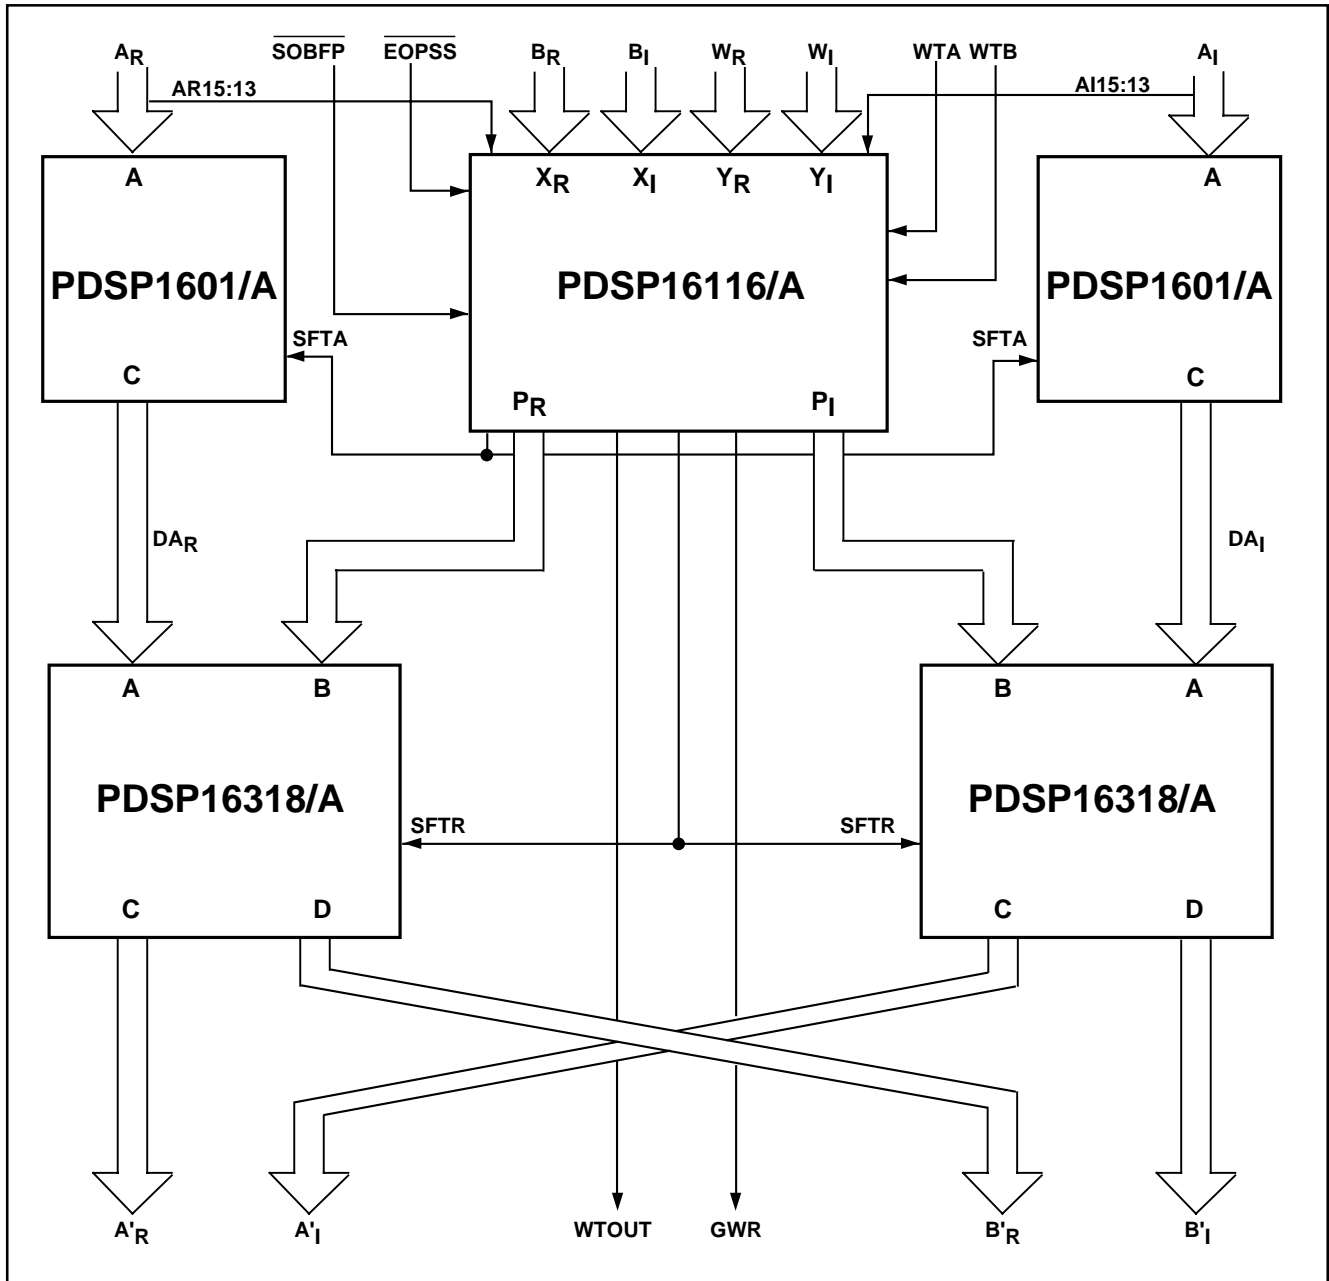 AR SOBFP EOPSS BR BI WR WI WTA WTB AI
AR15:13 AI15:13
A XR XI YR YI A
PDSP1601/A PDSP16116/A PDSP1601/A
SFTA SFTA
C PR PI C
DAR DAI
A B B A
PDSP16318/A PDSP16318/A
SFTR SFTR
C D C D
A'R A'I WTOUT GWR B'R B'I